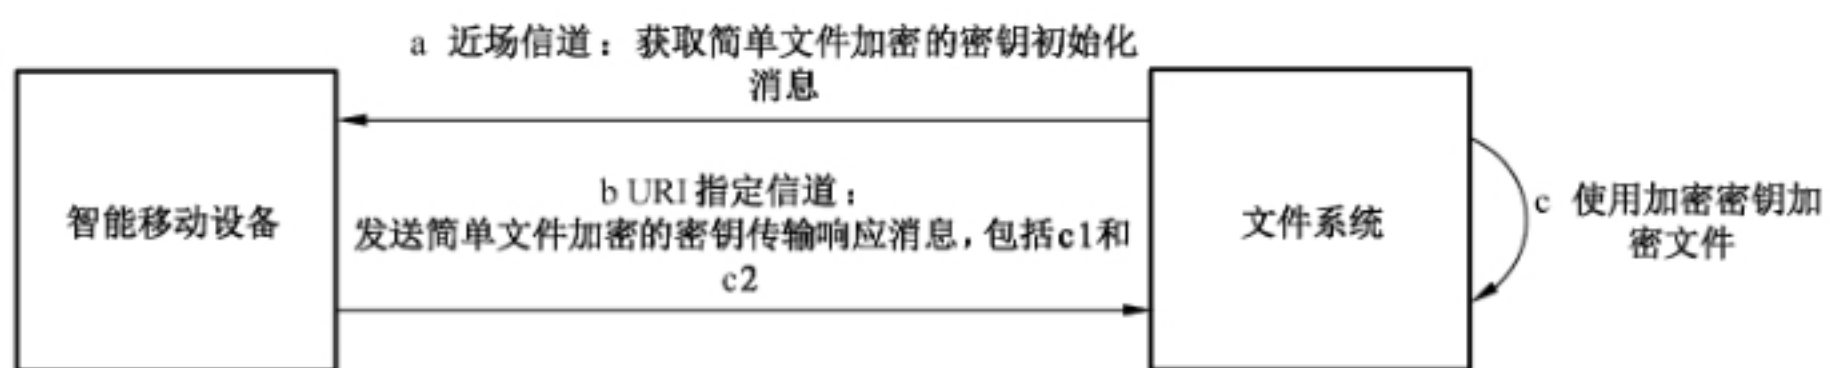 a 近场信道：获取简单文件加密的密钥初始化
消息
智能移动设备
b URI 指定信道：
发送简单文件加密的密钥传输响应消息，包括c1和
c2
文件系统
c 使用加密密钥加
密文件